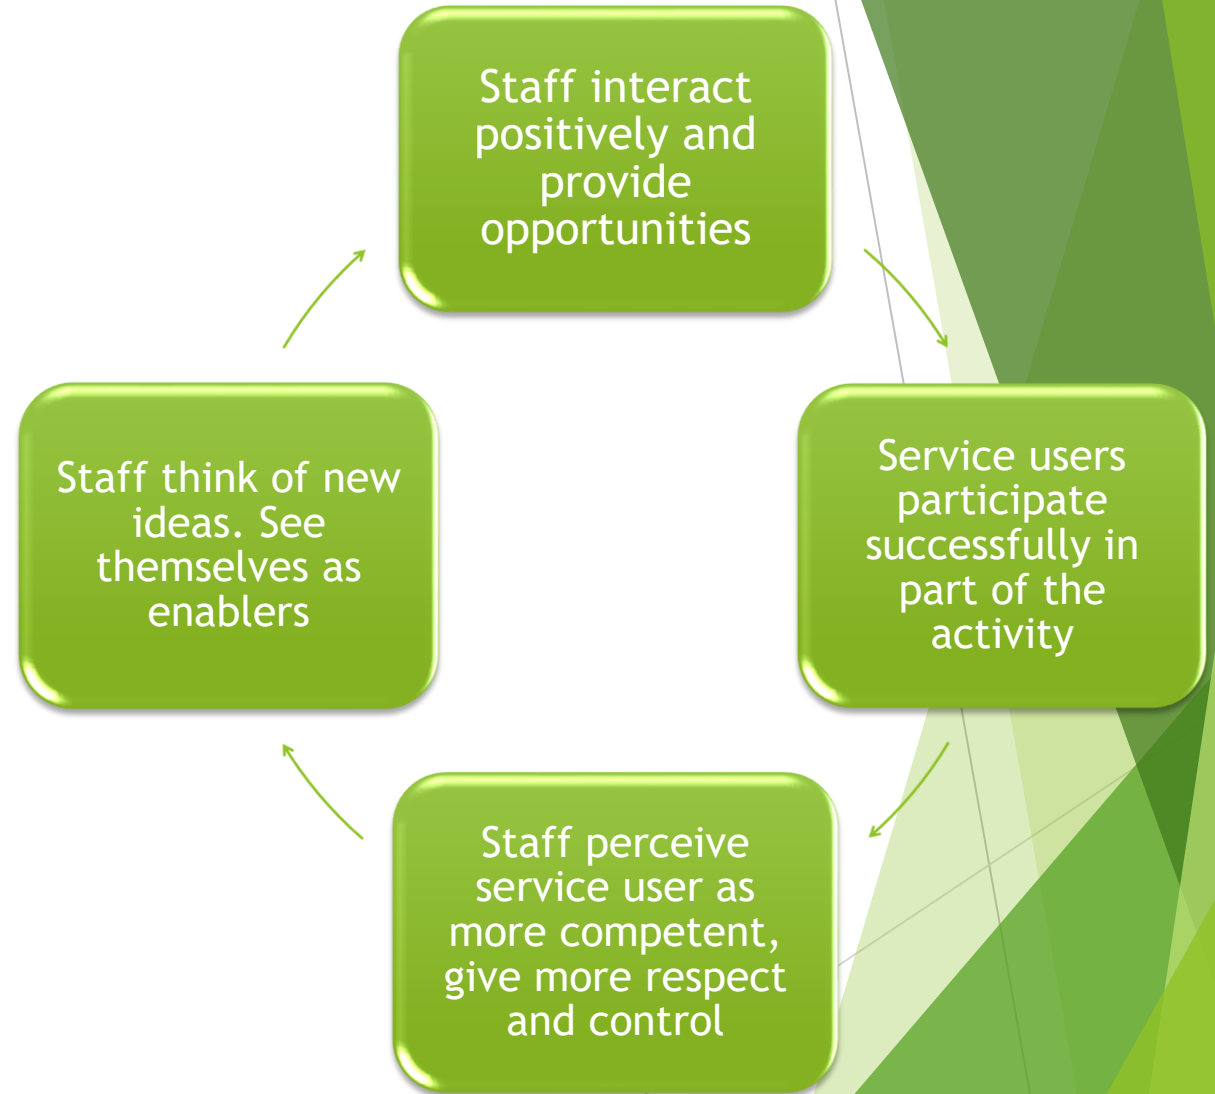 Staff interact
positively and
provide
opportunities
Service users
participate
successfully in
part of the
activity
Staff perceive
service user as
more competent,
give more respect
and control
Staff think of new
ideas. See
themselves as
enablers